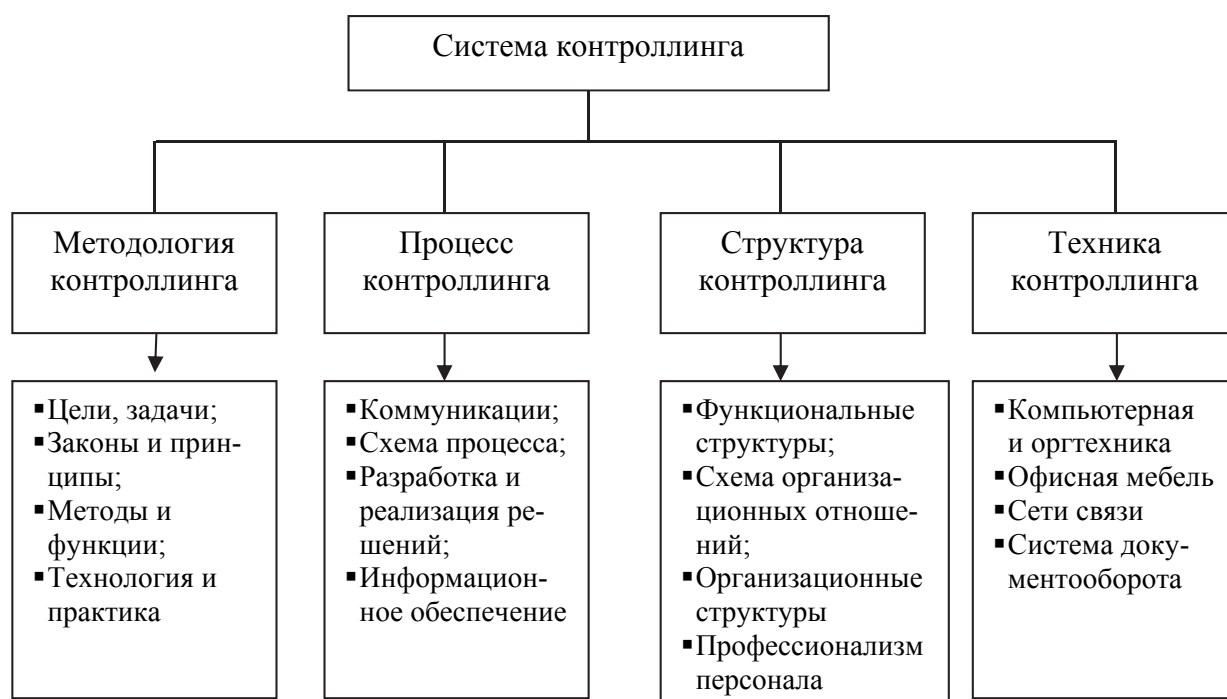 Система контроллинга
Методология
контроллинга
Процесс
контроллинга
Структура
контроллинга
Техника
контроллинга
▪Цели, задачи;
▪Законы и прин-
ципы;
▪Методы и
функции;
▪Технология и
практика
▪Коммуникации;
▪Схема процесса;
▪Разработка и
реализация ре-
шений;
▪Информацион-
ное обеспечение
▪Функциональные
структуры;
▪Схема организа-
ционных отноше-
ний;
▪Организационные
структуры
▪Профессионализм
персонала
▪Компьютерная
и оргтехника
▪Офисная мебель
▪Сети связи
▪Система доку-
ментооборота